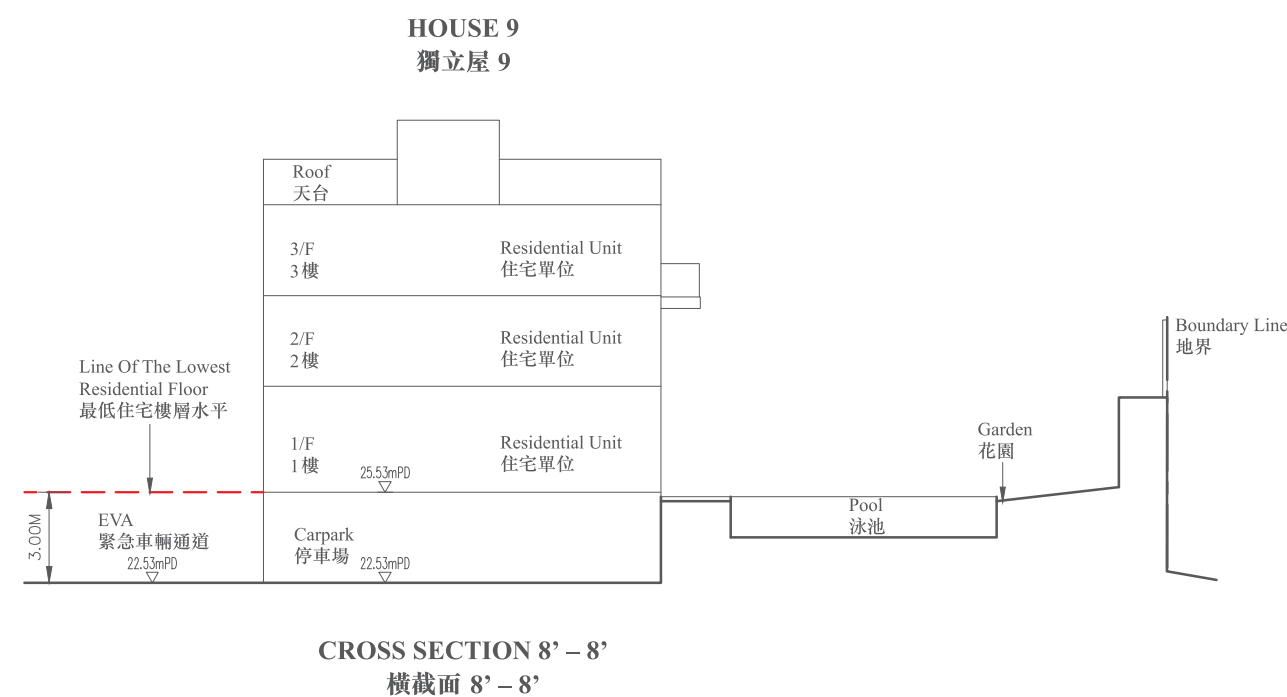 HOUSE 9
獨立屋 9
Roof
天台
3/F
3樓
Residential Unit
住宅單位
2/F
2樓
Residential Unit
住宅單位
Boundary Line
地界
Line Of The Lowest
Residential Floor
最低住宅樓層水平
1/F
1樓
25.53mPD
Residential Unit
住宅單位
Garden
花園
3.00M
EVA
緊急車輛通道
22.53mPD
Carpark
停車場
22.53mPD
Pool
泳池
CROSS SECTION 8’ – 8’
橫截面 8’ – 8’